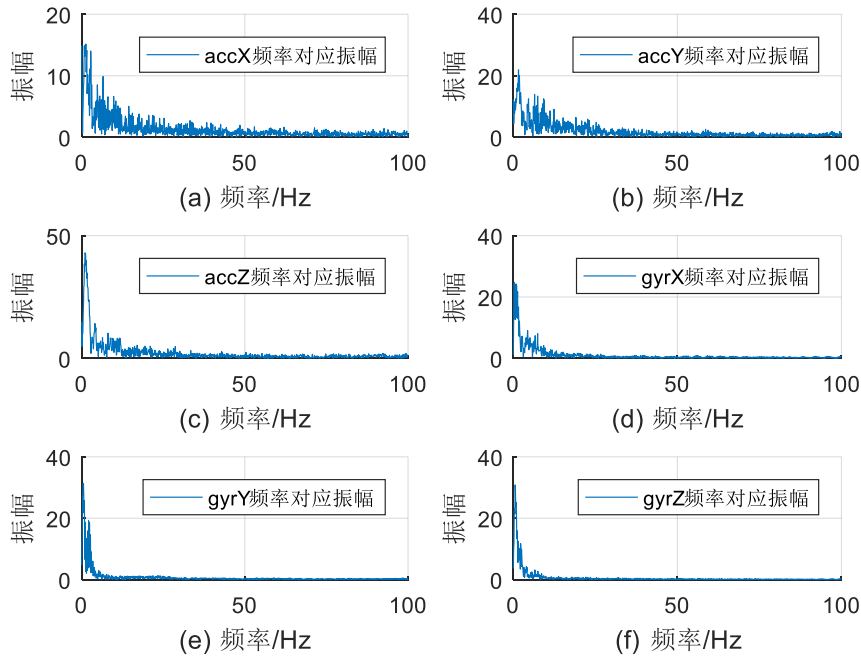 20
10
0
振幅
accX频率对应振幅
0 50 100
(a) 频率/Hz
40
20
0
振幅
accY频率对应振幅
0 50 100
(b) 频率/Hz
50
0
振幅
accZ频率对应振幅
0 50 100
(c) 频率/Hz
40
20
0
振幅
gyrX频率对应振幅
0 50 100
(d) 频率/Hz
40
20
0
振幅
gyrY频率对应振幅
0 50 100
(e) 频率/Hz
40
20
0
振幅
gyrZ频率对应振幅
0 50 100
(f) 频率/Hz